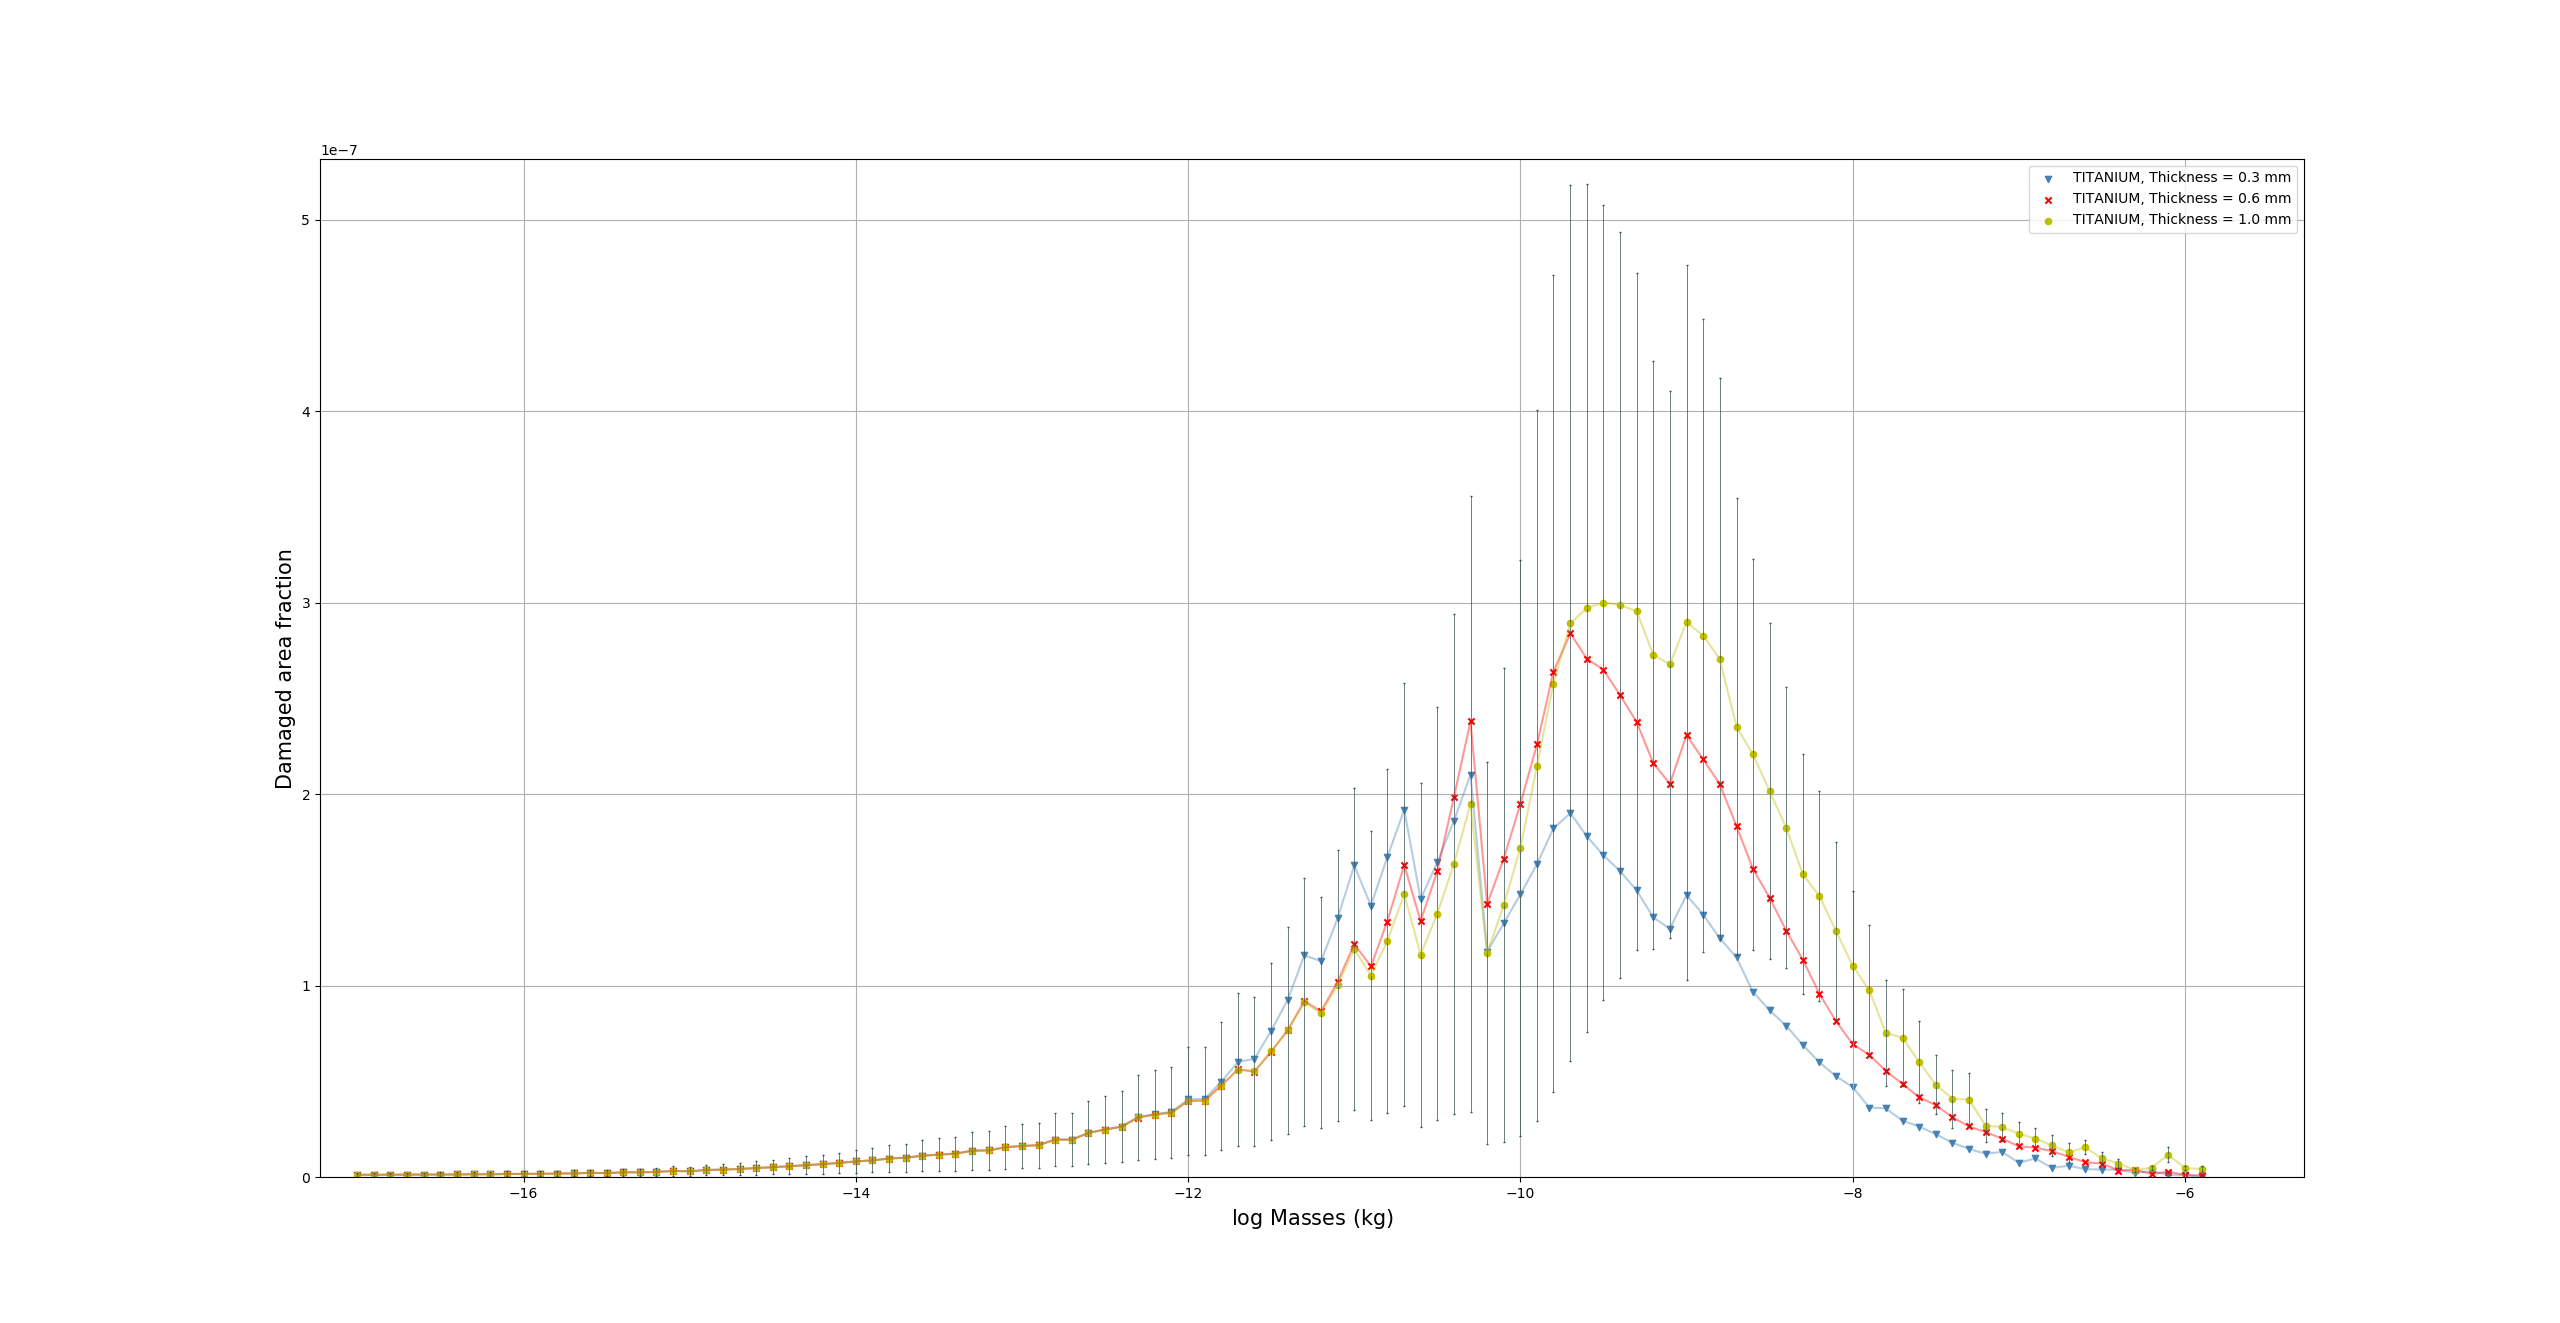 1e−7
TITANIUM, Thickness = 0.3 mm
TITANIUM, Thickness = 0.6 mm
TITANIUM, Thickness = 1.0 mm
5
4
3
2
1
0
Damaged area fraction
−16 −14 −12 −10 −8 −6
log Masses (kg)